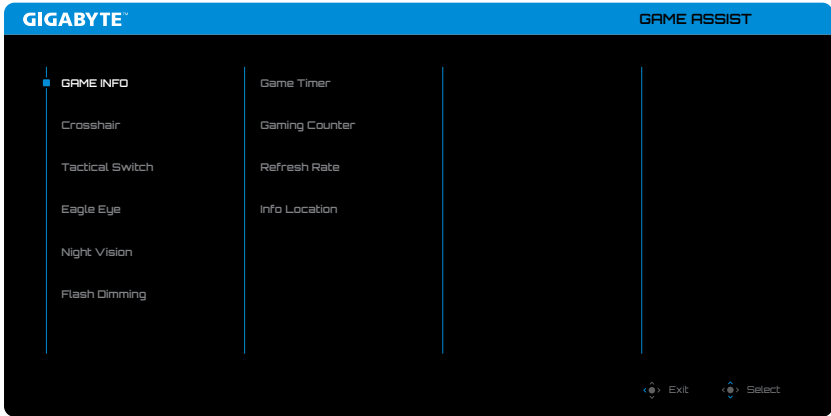 GIGABYTE™
GAME ASSIST
GAME INFO
Crosshair
Tactical Switch
Eagle Eye
Night Vision
Flash Dimming
Game Timer
Gaming Counter
Refresh Rate
Info Location
Exit
Select